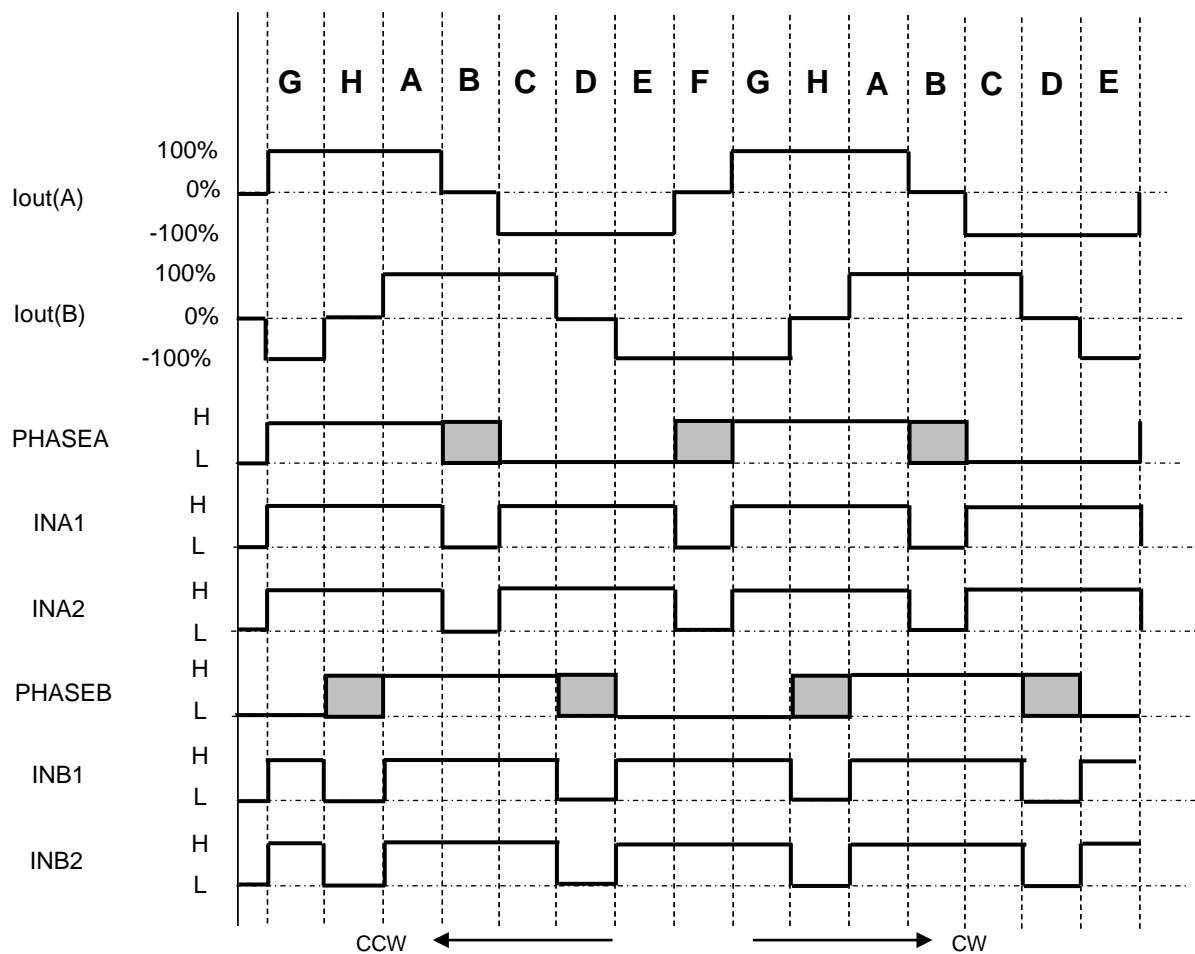 G H A B C D E F G H A B C D E
100%
Iout(A) 0%
-100%
100%
Iout(B) 0%
-100%
H
PHASEA
L
H
INA1
L
H
INA2
L
H
PHASEB
L
H
INB1
L
H
INB2
L
CCW CW